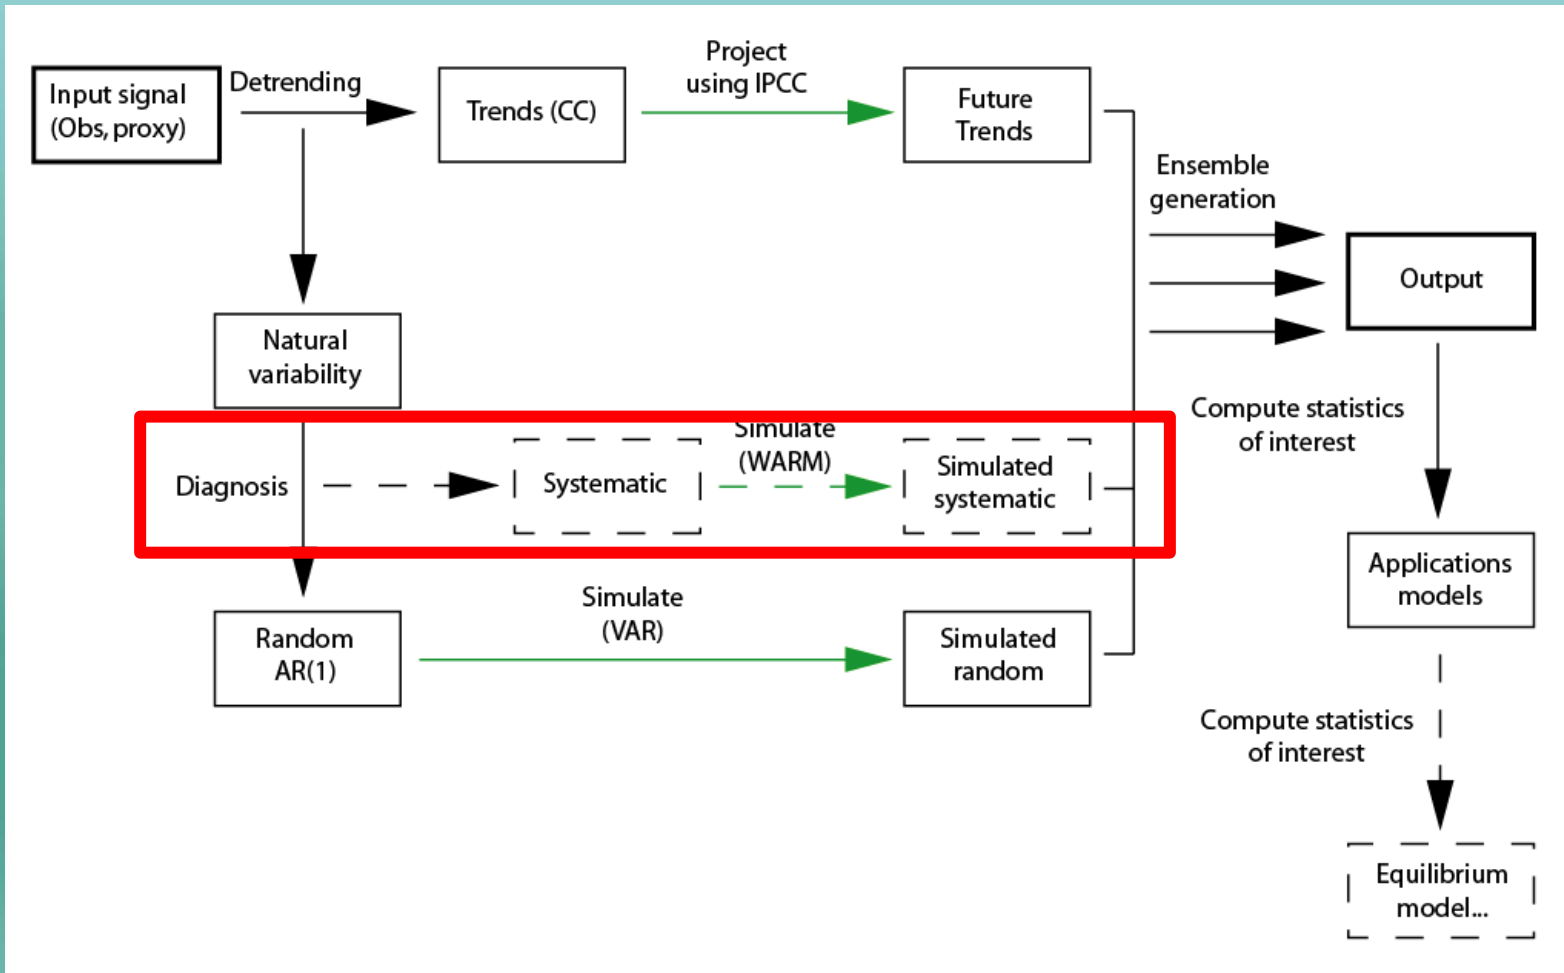 Input signal
(Obs, proxy)
Detrending
Trends (CC)
Project
using IPCC
Future
Trends
Ensemble
generation
Output
Natural
variability
Compute statistics
of interest
Diagnosis
Systematic
Simulate
(WARM)
Simulated
systematic
Applications
models
Random
AR(1)
Simulate
(VAR)
Simulated
random
Compute statistics
of interest
Equilibrium
model...